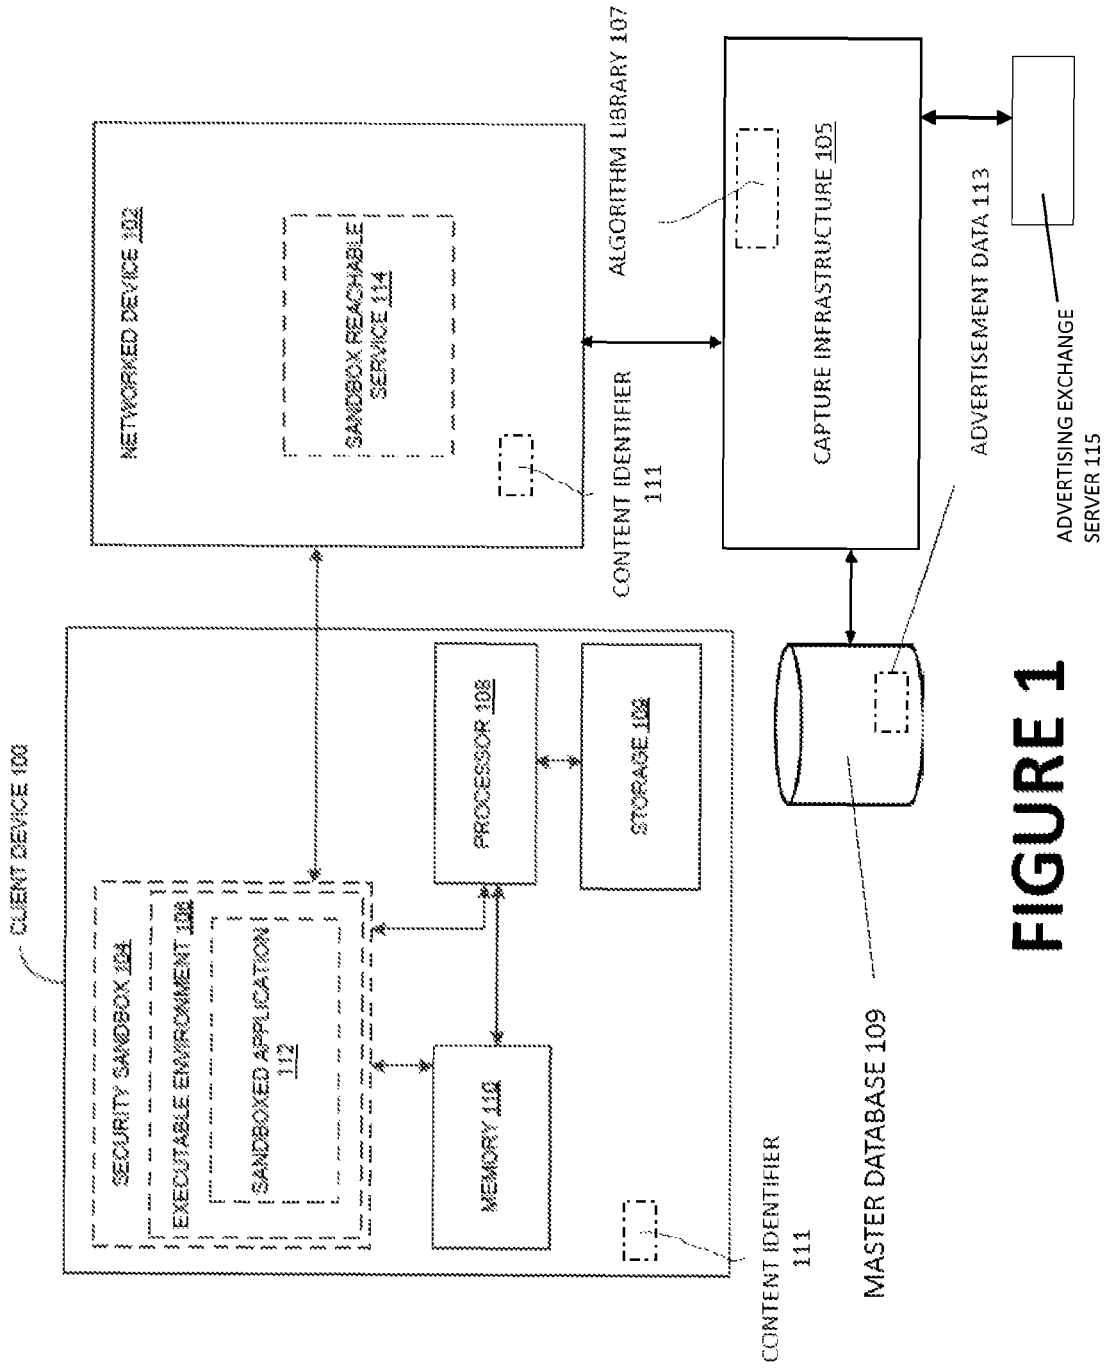 CLIENT DEVICE 100
SECURITY SANDBOX 104
EXECUTABLE ENVIRONMENT 106
SANDBOXED APPLICATION
112
MEMORY 110
PROCESSOR 108
STORAGE
CONTENT IDENTIFIER
111
NETWORKED DEVICE 102
SANDBOX REACHABLE
SERVICE 114
CONTENT IDENTIFIER
111
ALGORITHM LIBRARY 107
CAPTURE INFRASTRUCTURE 105
MASTER DATABASE 109
ADVERTISEMENT DATA 113
ADVERTISING EXCHANGE
SERVER 115
FIGURE 1